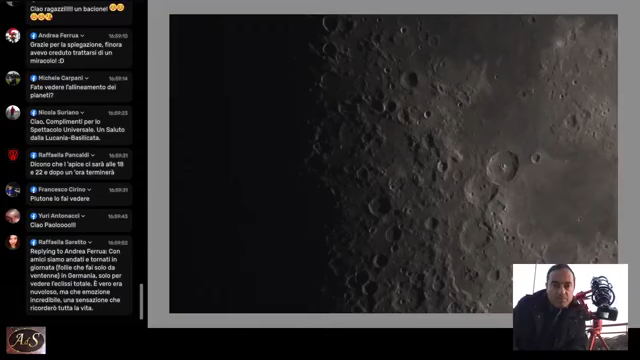 Ciao ragazzi!!!! un bacione!
Andrea Ferrua 16:59:10
Grazie per la spiegazione, finora
avevo creduto trattarsi di un
miracolo! :D
Michele Carpani 16:59:14
Fate vedere l'allineamento dei
pianeti?
Nicola Suriano 16:59:23
Ciao, Complimenti per lo
Spettacolo Universale. Un Saluto
dalla Lucania-Basilicata.
Raffaella Pancaldi 16:59:31
Dicono che l 'apice ci sarà alle 18
e 22 e dopo un 'ora terminerà
Francesco Cirino 16:59:31
Plutone lo fai vedere
Yuri Antonacci 16:59:43
Ciao Paoloooo!!!
Raffaella Saretito 16:59:52
Replying to Andrea Ferrua: Con
amici siamo andati e tornati in
giornata (follie che fai solo da
ventenne) in Germania, solo per
vedere l'eclissi totale. È vero era
nuvoloso, ma che emozione
incredibile, una sensazione che
ricorderò tutta la vita.
AdS